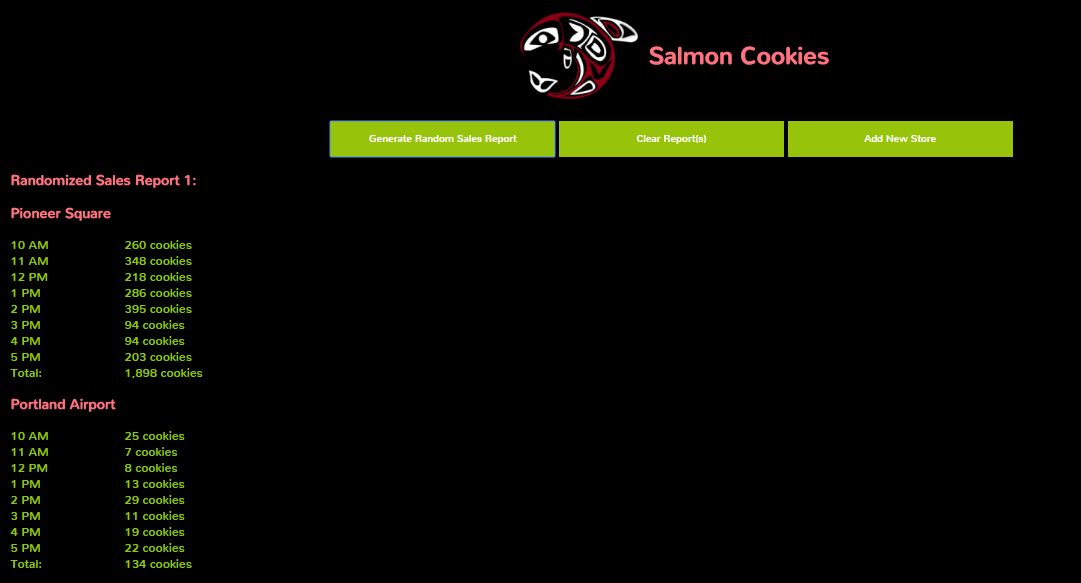 Salmon Cookies
Generate Random Sales Report Clear Report(s) Add New Store
Randomized Sales Report 1:
Pioneer Square
10 AM 260 cookies
11 AM 348 cookies
12 PM 218 cookies
1 PM 286 cookies
2 PM 395 cookies
3 PM 94 cookies
4 PM 94 cookies
5 PM 203 cookies
Total: 1,898 cookies
Portland Airport
10 AM 25 cookies
11 AM 7 cookies
12 PM 8 cookies
1 PM 13 cookies
2 PM 29 cookies
3 PM 11 cookies
4 PM 19 cookies
5 PM 22 cookies
Total: 134 cookies